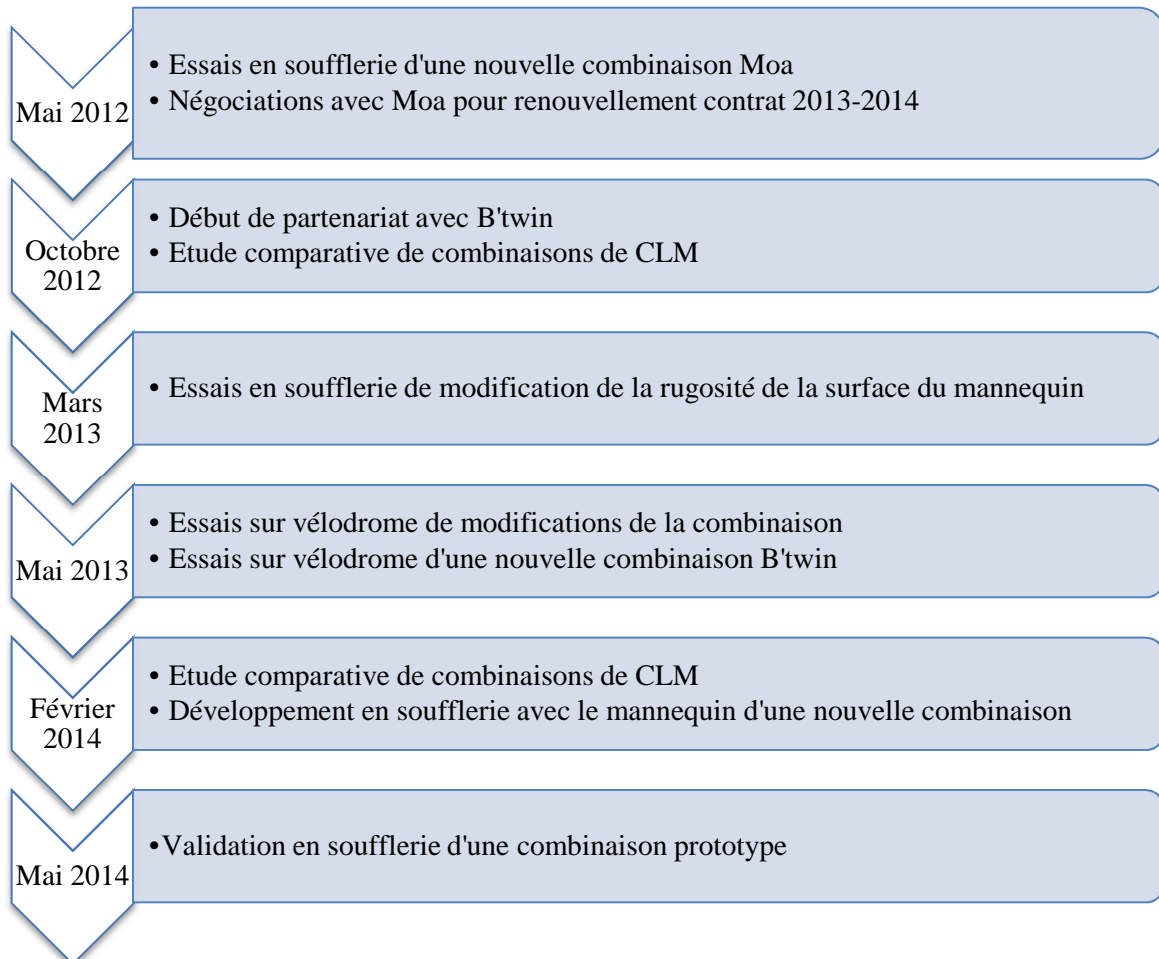 Mai 2012
• Essais en soufflerie d'une nouvelle combinaison Moa
• Négociations avec Moa pour renouvellement contrat 2013-2014
Octobre
2012
• Début de partenariat avec B'twin
• Etude comparative de combinaisons de CLM
Mars
2013
• Essais en soufflerie de modification de la rugosité de la surface du mannequin
Mai 2013
• Essais sur vélodrome de modifications de la combinaison
• Essais sur vélodrome d'une nouvelle combinaison B'twin
Février
2014
• Etude comparative de combinaisons de CLM
• Développement en soufflerie avec le mannequin d'une nouvelle combinaison
Mai 2014
•Validation en soufflerie d'une combinaison prototype